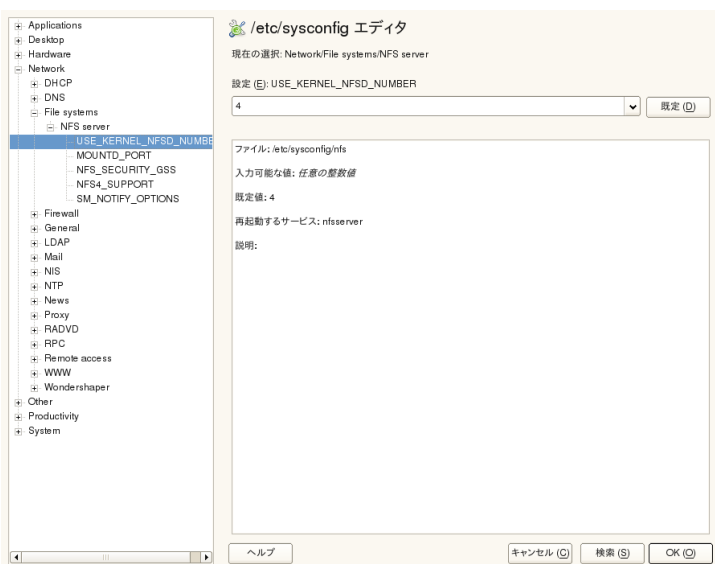 Applications
Desktop
Hardware
Network
DHCP
DNS
File systems
NFS server
USE_KERNEL_NFSD_NUMBE
MOUNTD_PORT
NFS_SECURITY_GSS
NFS4_SUPPORT
SM_NOTIFY_OPTIONS
Firewall
General
LDAP
Mail
NIS
NTP
News
Proxy
RADVD
RPC
Remote access
WWW
Wondershaper
Other
Productivity
System
/etc/sysconfig エディタ
現在の選択: Network/File systems/NFS server
設定 (E): USE_KERNEL_NFSD_NUMBER
4
既定 (D)
ファイル: /etc/sysconfig/nfs
入力可能な値: 任意の整数値
既定値: 4
再起動するサービス: nfsserver
説明:
ヘルプ
キャンセル (C)
検索 (S)
OK (O)